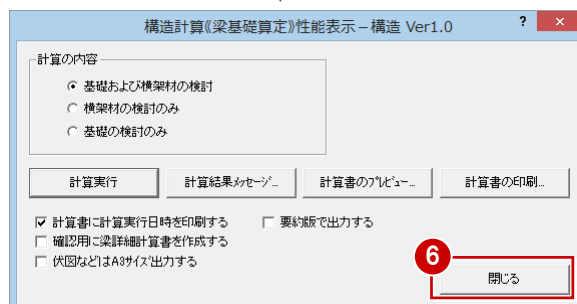 構造計算《梁基礎算定》性能表示－構造 Ver1.0 ? ×
計算の内容
基礎および横架材の検討
横架材の検討のみ
基礎の検討のみ
計算実行 計算結果ﾒｯｾｰｼﾞ... 計算書のﾌﾟﾚﾋﾞｭｰ... 計算書の印刷...
計算書に計算実行日時を印刷する 要約版で出力する
確認用に梁詳細計算書を作成する
伏図などはA3ｻｲｽﾞ出力する
6
閉じる